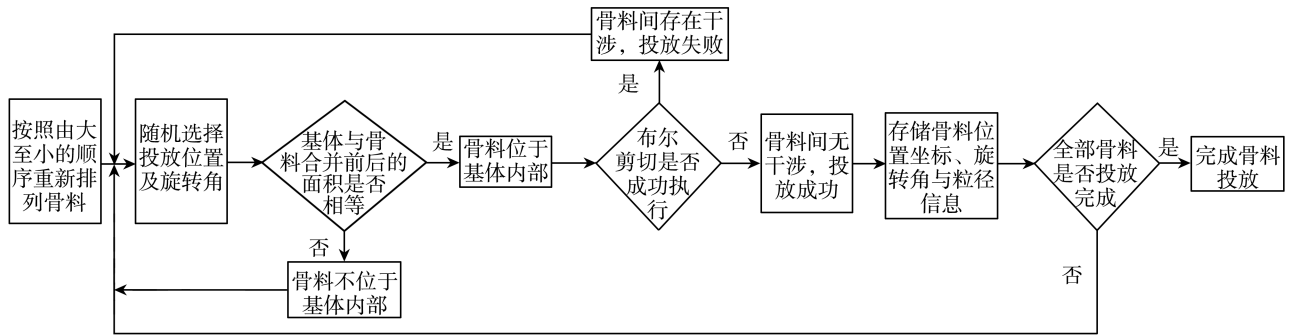 骨料间存在干
涉，投放失败
是
按照由大
至小的顺
序重新排
列骨料
随机选择
投放位置
及旋转角
基体与骨
料合并前后的
面积是否
相等
是
骨料位于
基体内部
布尔
剪切是否
成功执
行
否
骨料间无
干涉，投
放成功
存储骨料位
置坐标、旋
转角与粒径
信息
全部骨料
是否投放
完成
是
完成骨料
投放
否
骨料不位于
基体内部
否